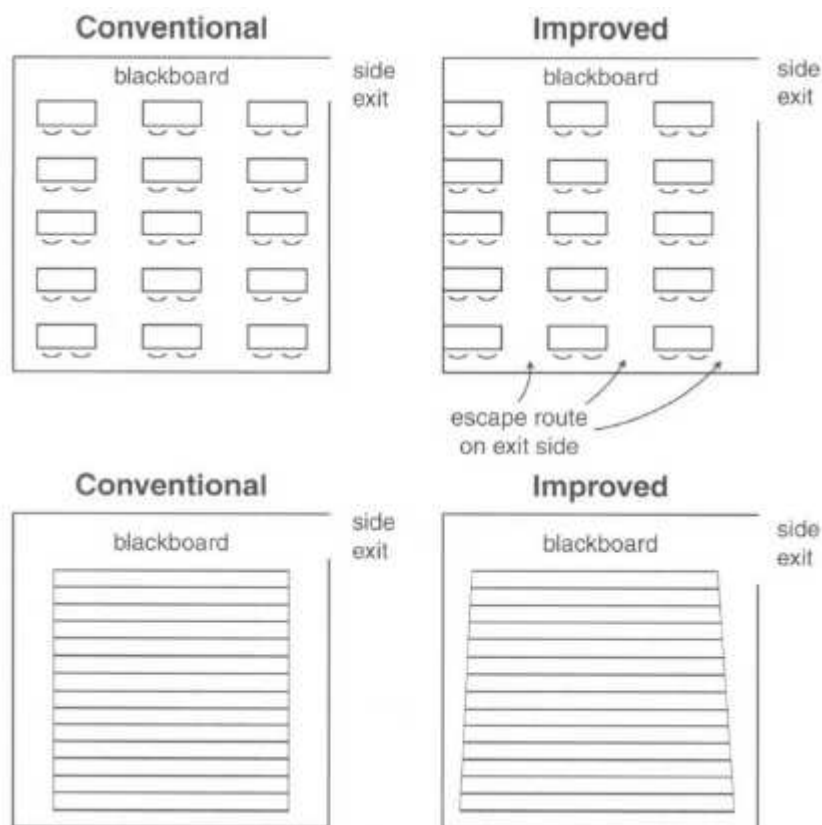 Conventional
Improved
blackboard
side
exit
blackboard
side
exit
escape route
on exit side
Conventional
Improved
blackboard
side
exit
blackboard
side
exit